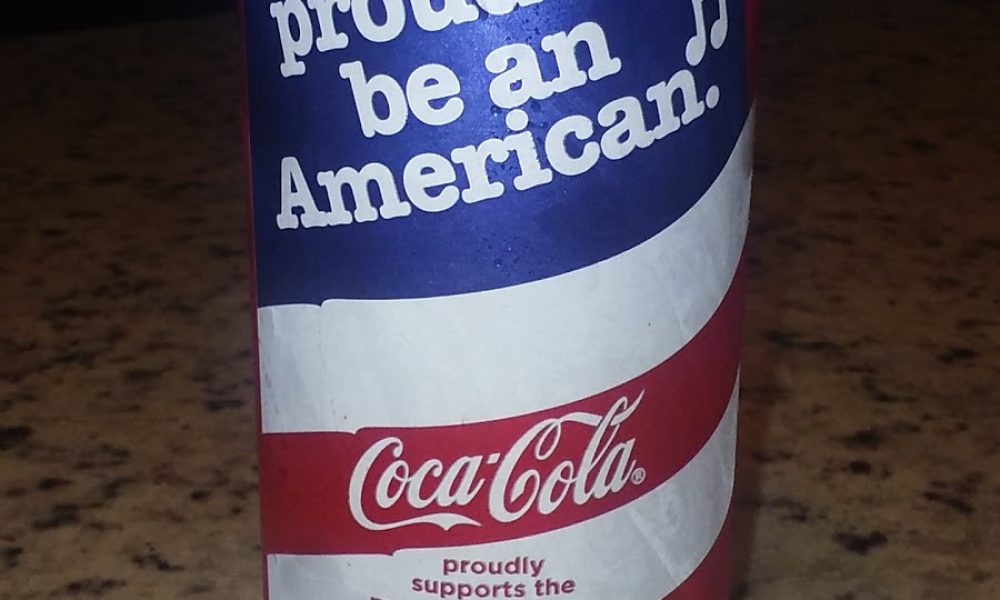 be an
American.
Coca-Cola®
proudly
supports the